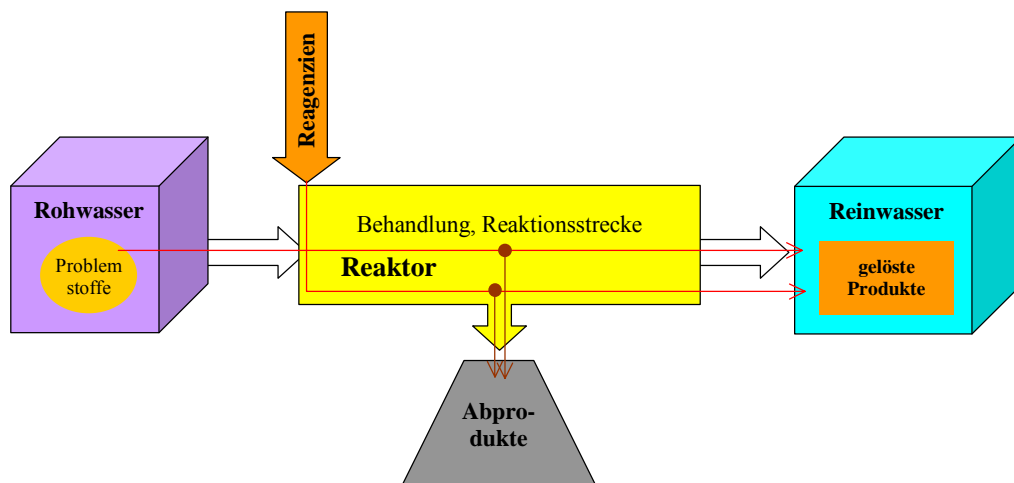 Reagenzien
Rohwasser
Problem
stoffe
Behandlung, Reaktionsstrecke
Reaktor
Reinwasser
gelöste
Produkte
Abpro-
dukte